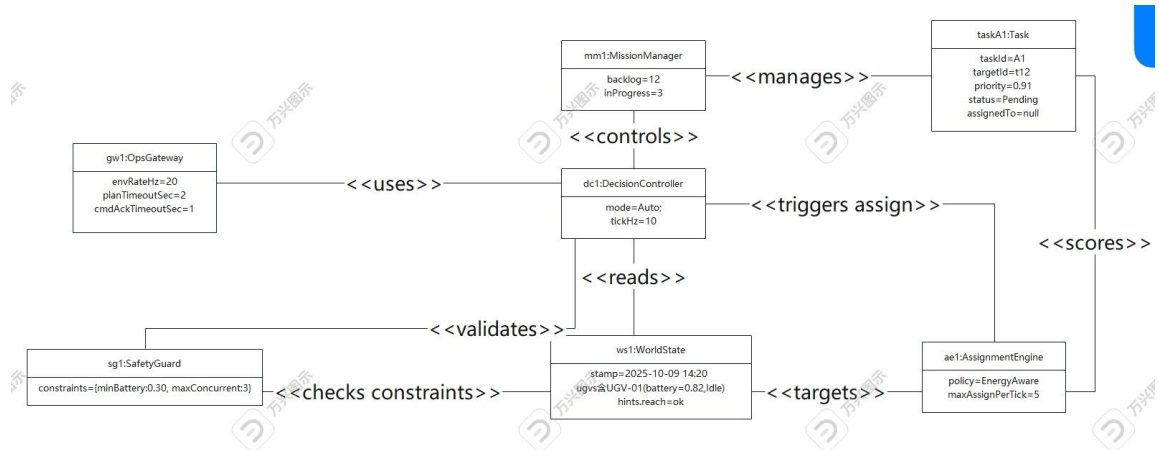 taskA1:Task
taskId=A1
targetId=t12
priority=0.91
status=Pending
assignedTo=null
mm1:MissionManager
backlog=12
inProgress=3
<<manages>>
<<controls>>
gw1:OpsGateway
envRateHz=20
planTimeoutSec=2
cmdAckTimeoutSec=1
<<uses>>
dc1:DecisionController
mode=Auto;
tickHz=10
<<triggers assign>>
<<scores>>
<<reads>>
<<validates>>
sg1:SafetyGuard
constraints={minBattery:0.30, maxConcurrent:3}
<<checks constraints>>
ws1:WorldState
stamp=2025-10-09 14:20
ugvs含UGV-01(battery=0.82,Idle)
hints.reach=ok
<<targets>>
ae1:AssignmentEngine
policy=EnergyAware
maxAssignPerTick=5
万兴图示
万兴图示
万兴图示
万兴图示
万兴图示
万兴图示
万兴图示
万兴图示